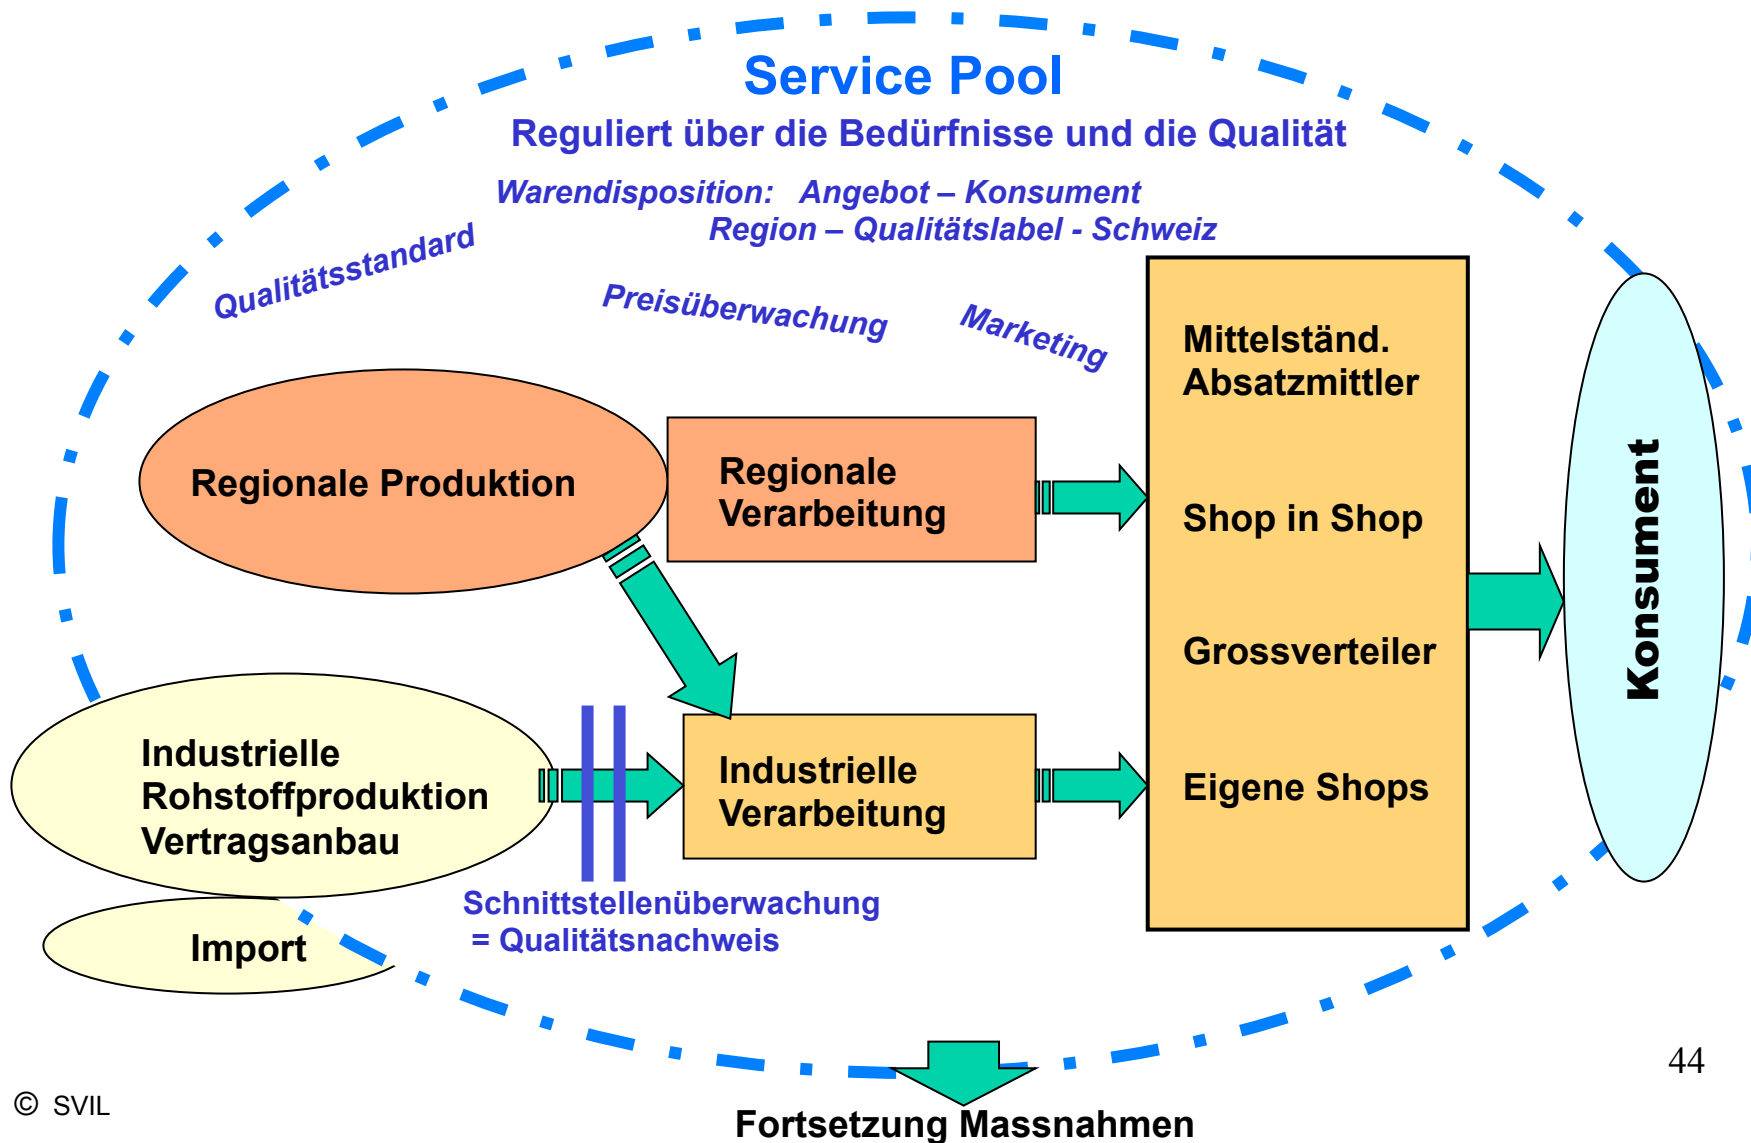 Service Pool
Reguliert über die Bedürfnisse und die Qualität
Warendisposition: Angebot – Konsument
Region – Qualitätslabel - Schweiz
Qualitätsstandard
Preisüberwachung
Marketing
Mittelständ.
Absatzmittler
Regionale Produktion
Regionale
Verarbeitung
Shop in Shop
Konsument
Grossverteiler
Industrielle
Rohstoffproduktion
Vertragsanbau
Industrielle
Verarbeitung
Eigene Shops
Schnittstellenüberwachung
= Qualitätsnachweis
Import
44
© SVIL
Fortsetzung Massnahmen